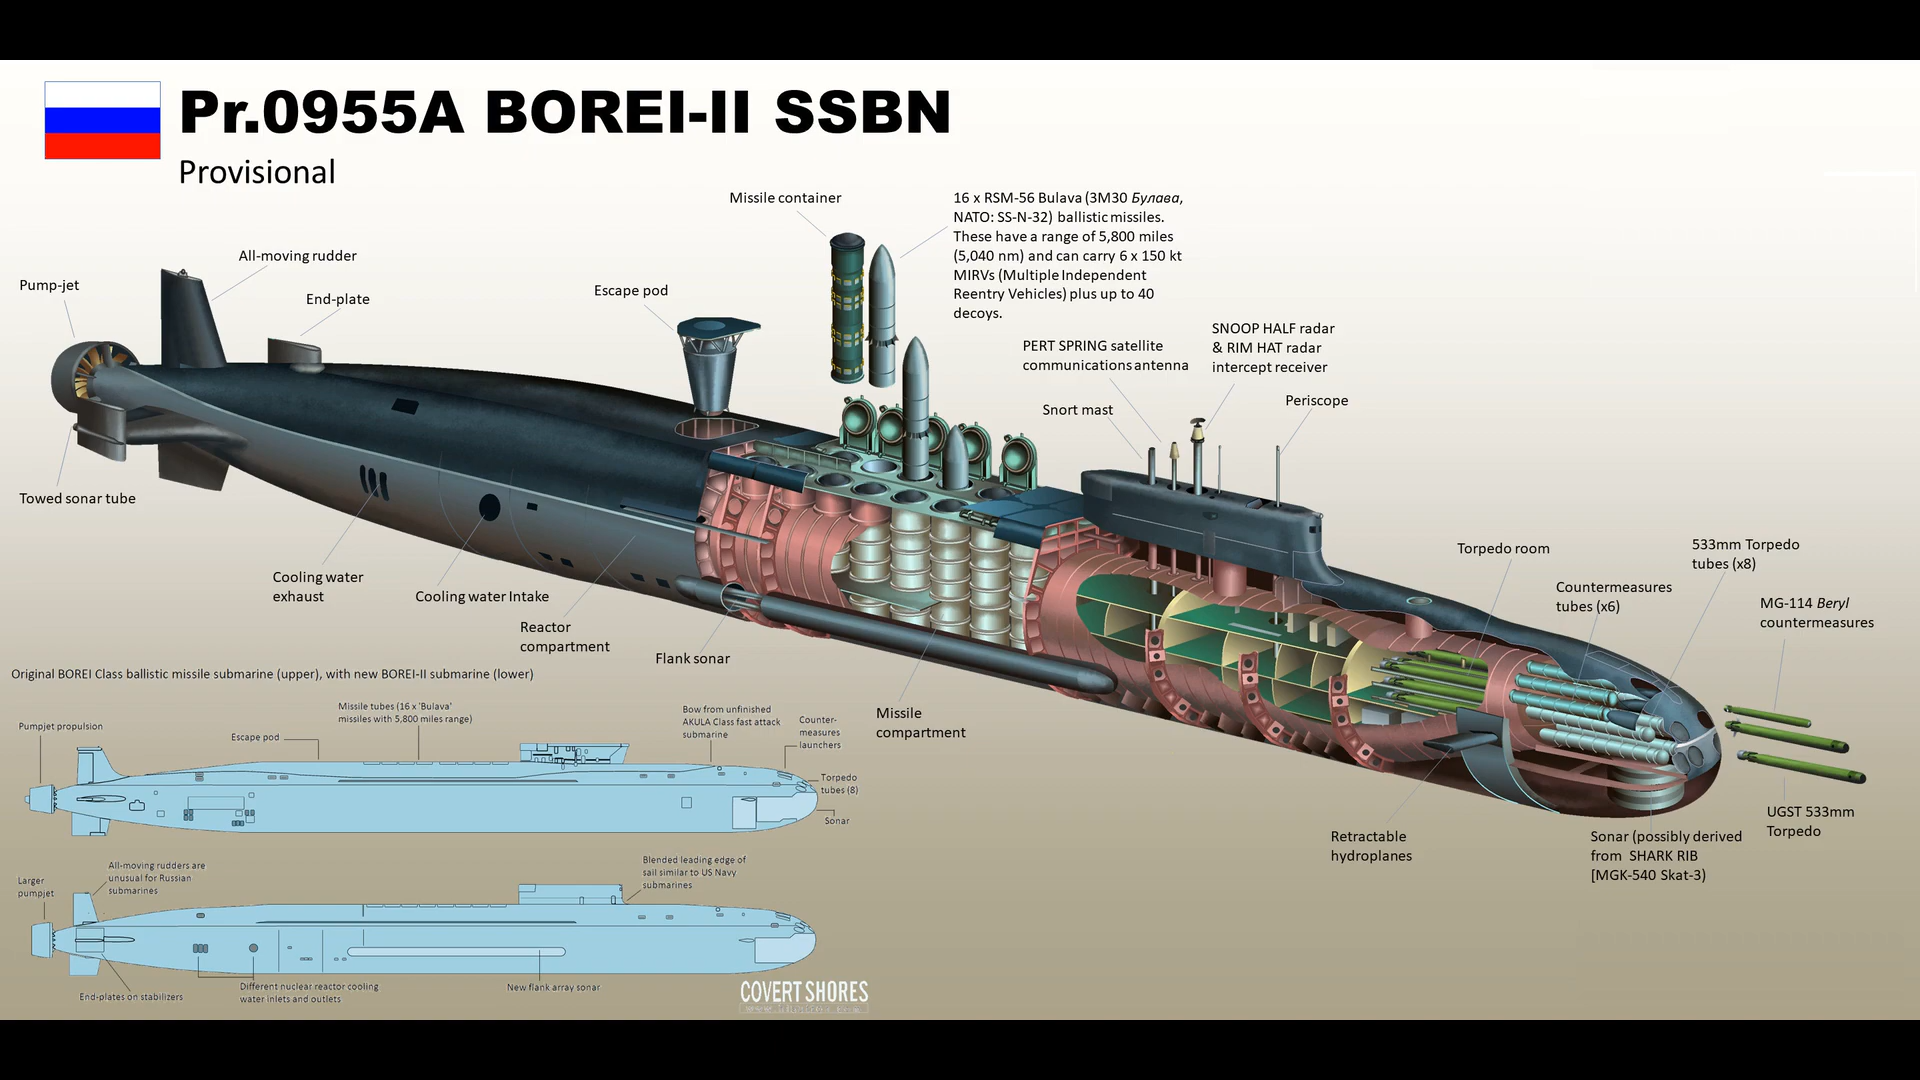 Pr.0955A BOREI-II SSBN
Provisional
Missile container
16 x RSM-56 Bulava (3M30 Булава,
NATO: SS-N-32) ballistic missiles.
These have a range of 5,800 miles
(5,040 nm) and can carry 6 x 150 kt
MIRVs (Multiple Independent
Reentry Vehicles) plus up to 40
decoys.
All-moving rudder
Pump-jet
End-plate
Escape pod
SNOOP HALF radar
& RIM HAT radar
intercept receiver
PERT SPRING satellite
communications antenna
Snort mast
Periscope
Towed sonar tube
Cooling water
exhaust
Cooling water Intake
Reactor
compartment
Flank sonar
Missile
compartment
Torpedo room
533mm Torpedo
tubes (x8)
Countermeasures
tubes (x6)
MG-114 Beryl
countermeasures
Retractable
hydroplanes
Sonar (possibly derived
from SHARK RIB
[MGK-540 Skat-3)
UGST 533mm
Torpedo
Original BOREI Class ballistic missile submarine (upper), with new BOREI-II submarine (lower)
Pumpjet propulsion
Escape pod
Missile tubes (16 x 'Bulava'
missiles with 5,800 miles range)
Bow from unfinished
AKULA Class fast attack
submarine
Counter-
measures
launchers
Torpedo
tubes (8)
Sonar
Larger
pumpjet
All-moving rudders are
unusual for Russian
submarines
Blended leading edge of
sail similar to US Navy
submarines
End-plates on stabilizers
Different nuclear reactor cooling
water inlets and outlets
New flank array sonar
COVERT SHORES